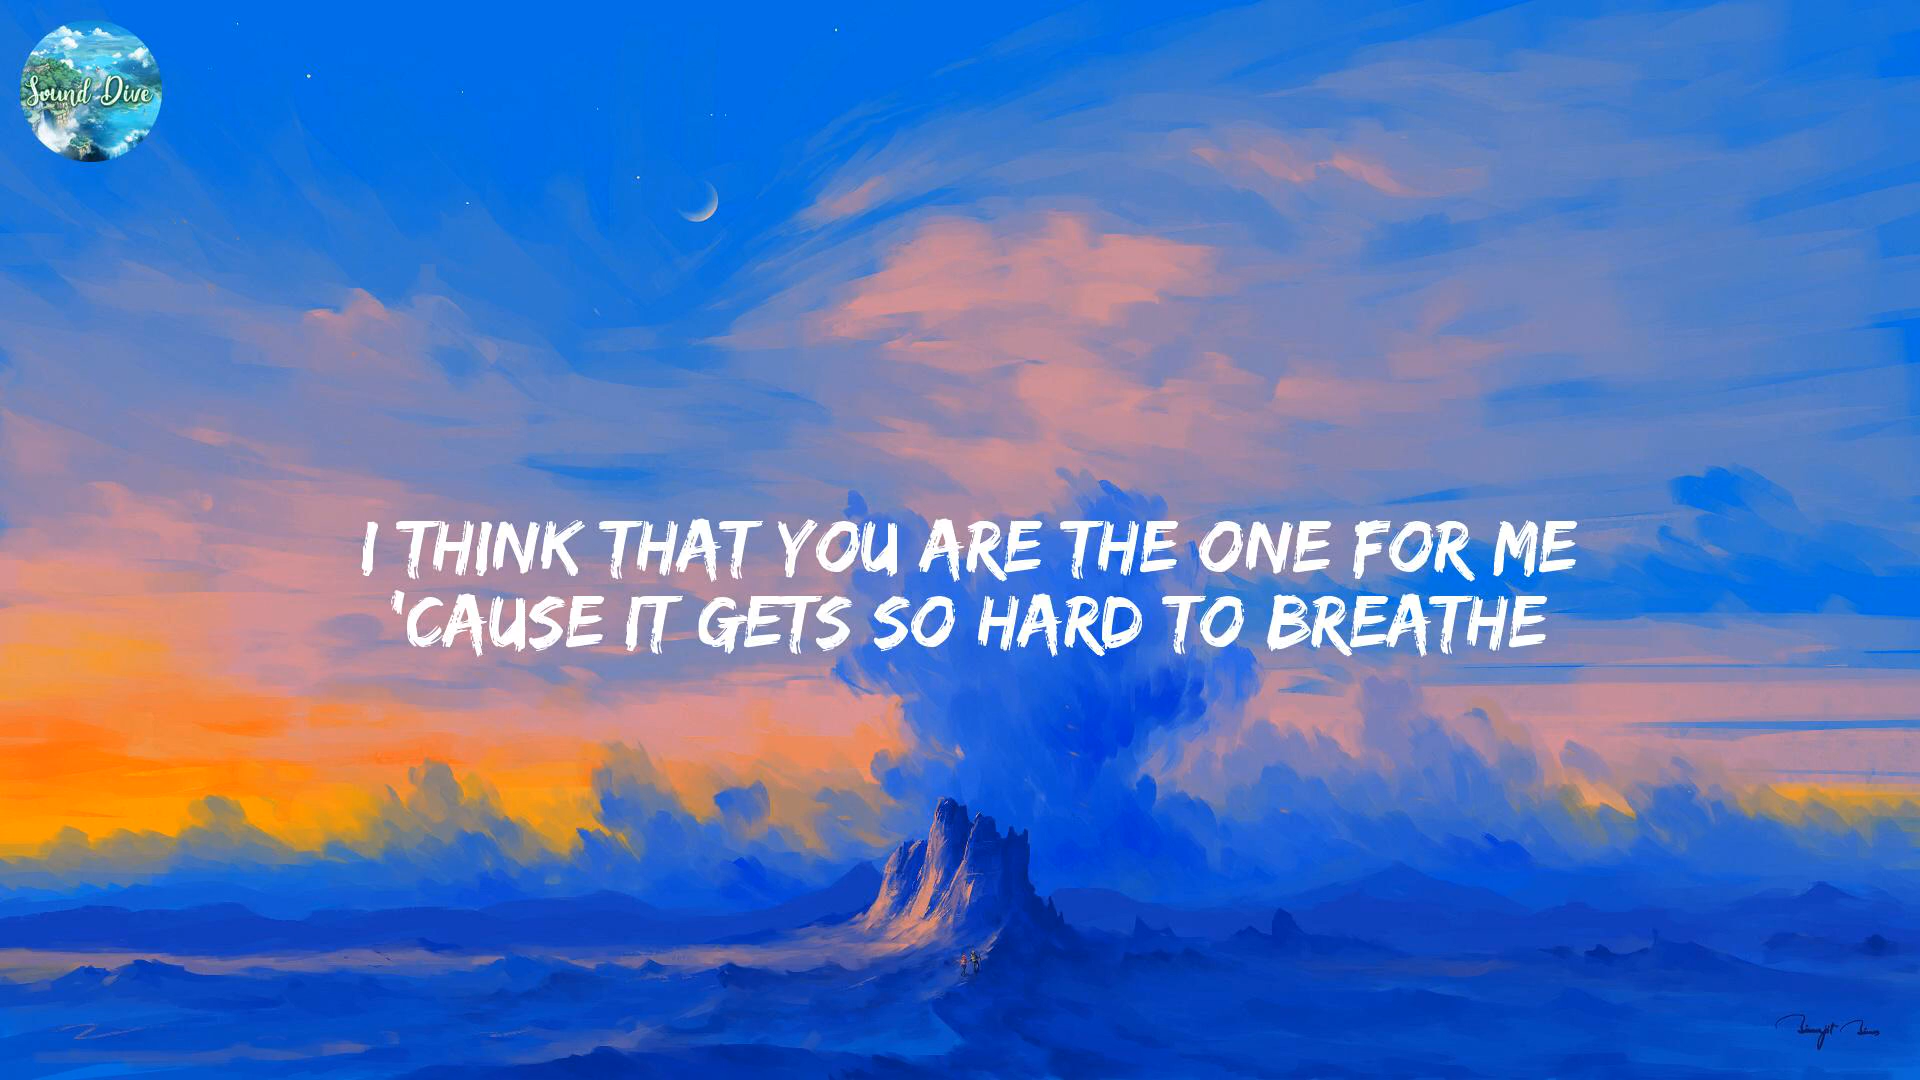 Sound Dive
I THINK THAT YOU ARE THE ONE FOR ME
'CAUSE IT GETS SO HARD TO BREATHE